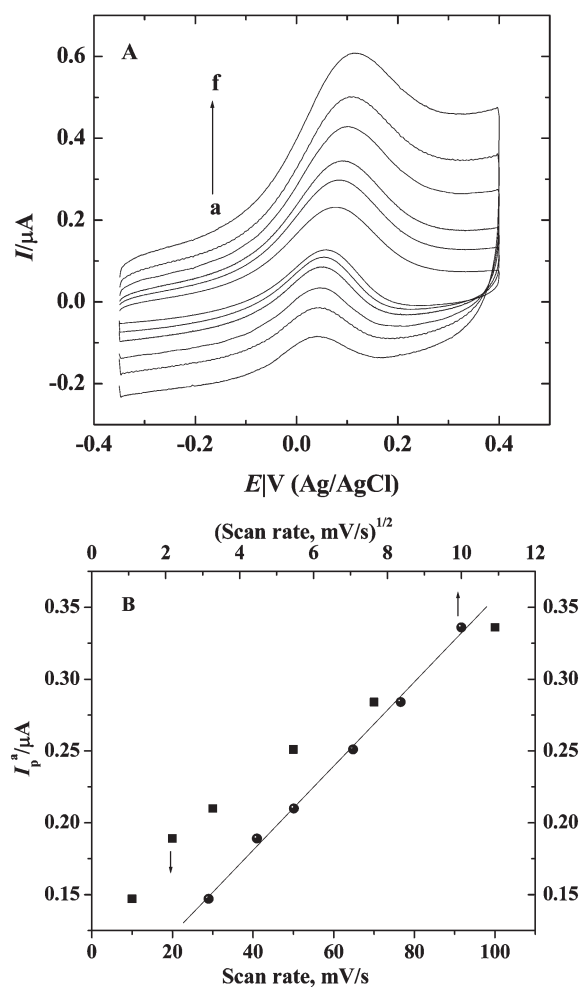 A
f
a
I/μA
0.6
0.4
0.2
0.0
-0.2
-0.4 -0.2 0.0 0.2 0.4
E|V (Ag/AgCl)
(Scan rate, mV/s)1/2
0 2 4 6 8 10 12
B
Ipa/μA
0.35 0.35
0.30 0.30
0.25 0.25
0.20 0.20
0.15 0.15
0 20 40 60 80 100
Scan rate, mV/s